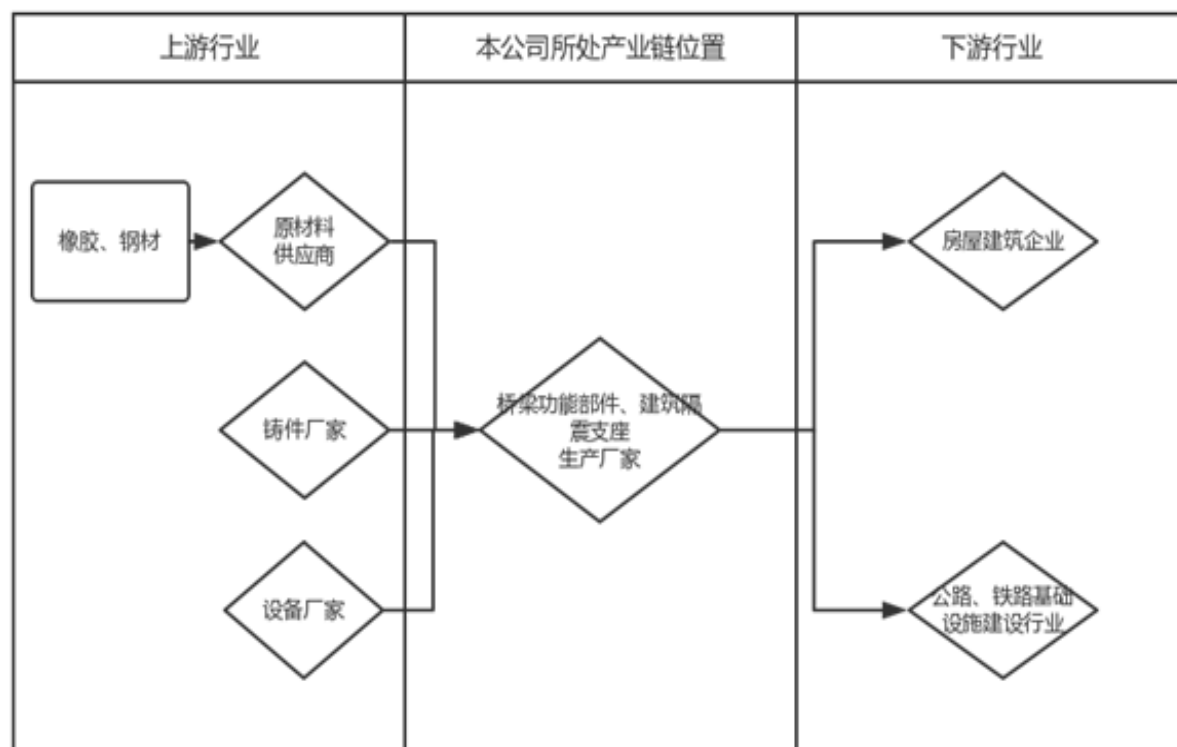 上游行业
本公司所处产业链位置
下游行业
橡胶、钢材
原材料
供应商
铸件厂家
设备厂家
桥梁功能部件、建筑隔
震支座
生产厂家
房屋建筑企业
公路、铁路基础
设施建设行业